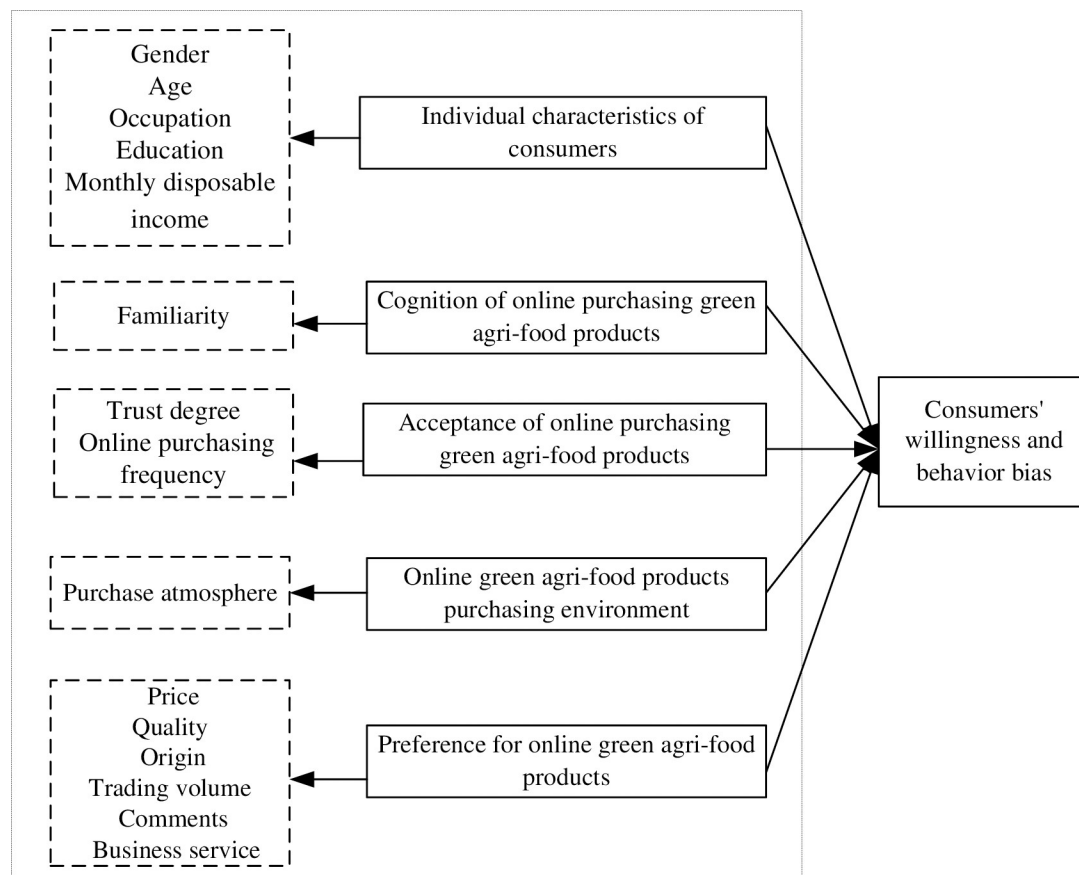 Gender
Age
Occupation
Education
Monthly disposable
income
Individual characteristics of
consumers
Familiarity
Cognition of online purchasing green
agri-food products
Trust degree
Online purchasing
frequency
Acceptance of online purchasing
green agri-food products
Consumers'
willingness and
behavior bias
Purchase atmosphere
Online green agri-food products
purchasing environment
Price
Quality
Origin
Trading volume
Comments
Business service
Preference for online green agri-food
products